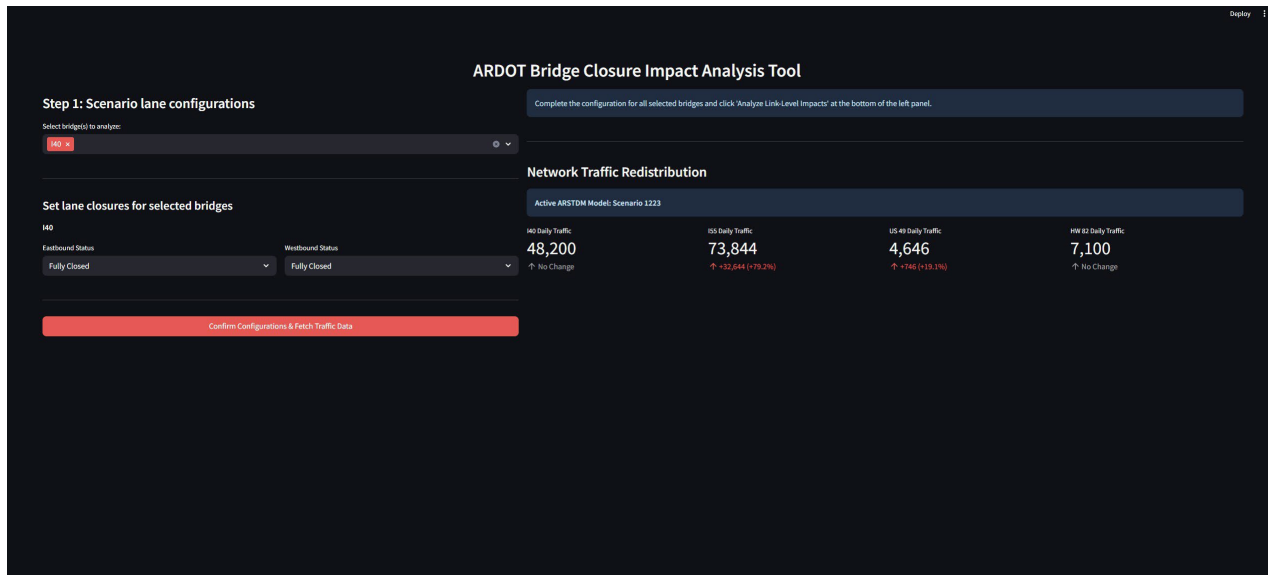 Deploy
ARDOT Bridge Closure Impact Analysis Tool
Step 1: Scenario lane configurations
Select bridge(s) to analyze:
I40 ×
Set lane closures for selected bridges
I40
Eastbound Status
Westbound Status
Fully Closed
Fully Closed
Confirm Configurations & Fetch Traffic Data
Complete the configuration for all selected bridges and click 'Analyze Link-Level Impacts' at the bottom of the left panel.
Network Traffic Redistribution
Active ARSTDM Model: Scenario 1223
I40 Daily Traffic
48,200
↑ No Change
I55 Daily Traffic
73,844
↑ +32,644 (+79.2%)
US 49 Daily Traffic
4,646
↑ +746 (+19.1%)
HW 82 Daily Traffic
7,100
↑ No Change